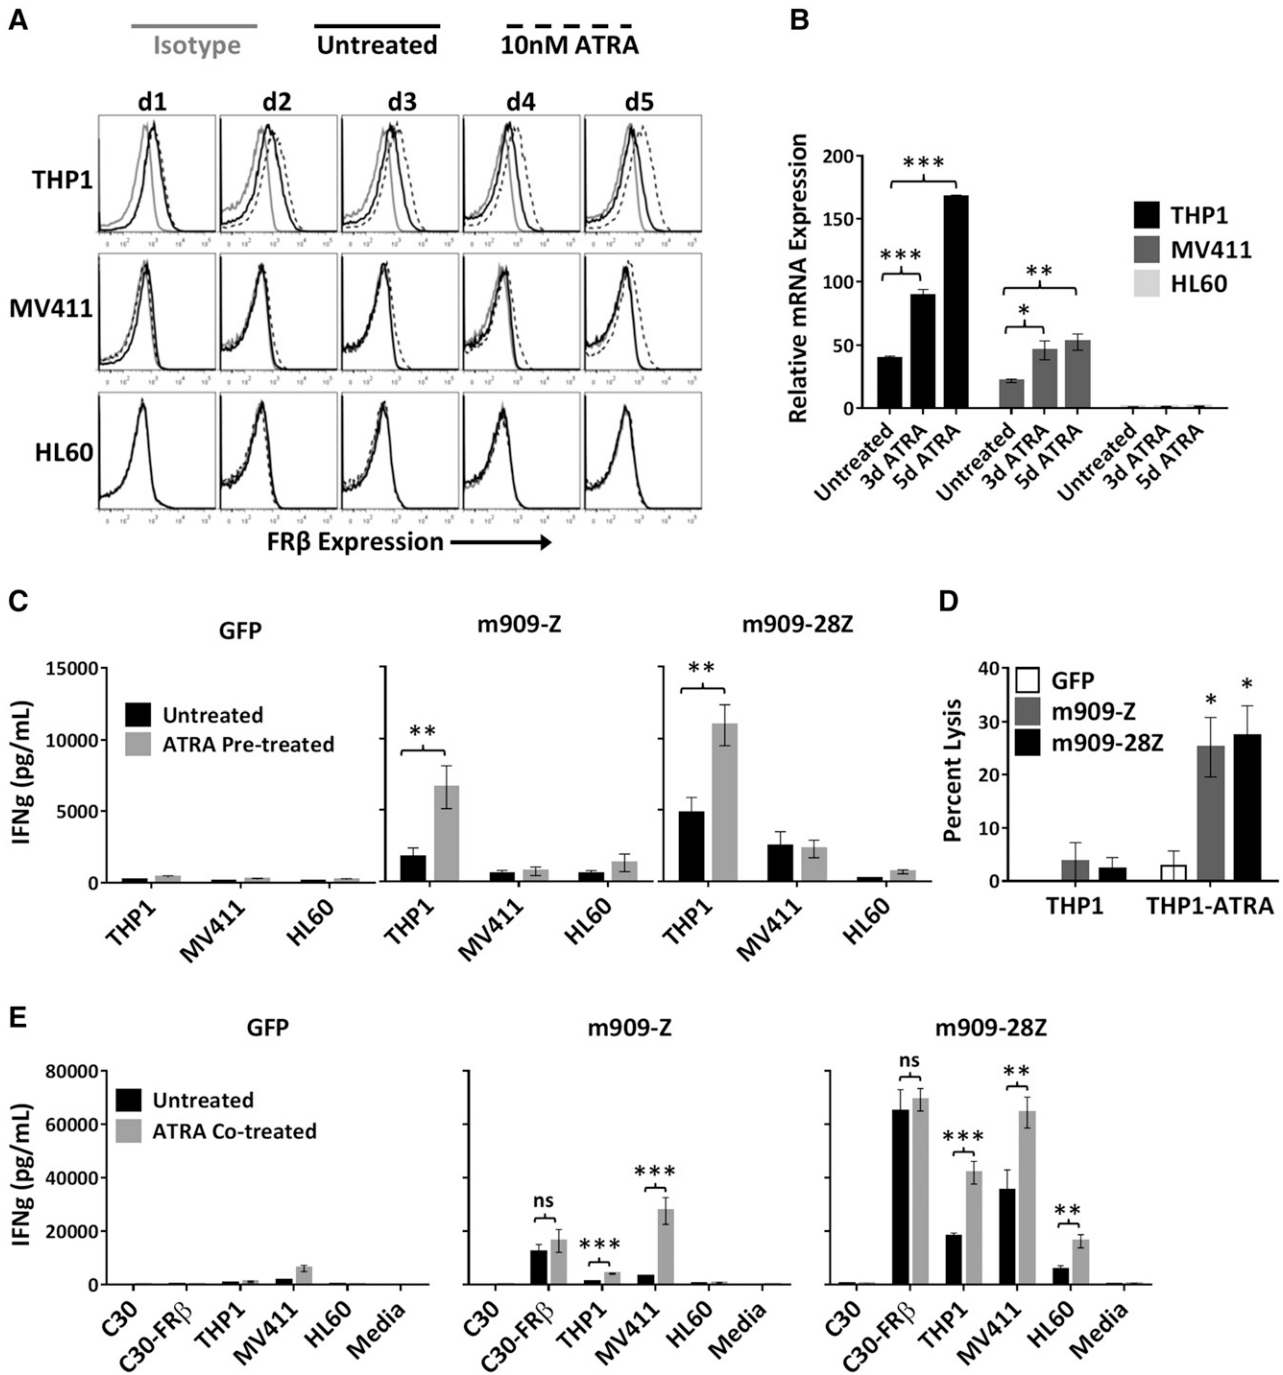 A
Isotype
Untreated
10nM ATRA
d1 d2 d3 d4 d5
THP1
MV411
HL60
FRβ Expression
B
Relative mRNA Expression
200
150
100
50
0
***
***
*
**
THP1
MV411
HL60
Untreated
3d ATRA
5d ATRA
Untreated
3d ATRA
5d ATRA
Untreated
3d ATRA
5d ATRA
C
GFP
m909-Z
m909-28Z
IFNg (pg/mL)
15000
10000
5000
0
Untreated
ATRA Pre-treated
**
**
THP1
MV411
HL60
THP1
MV411
HL60
THP1
MV411
HL60
D
Percent Lysis
40
30
20
10
0
GFP
m909-Z
m909-28Z
*
*
THP1
THP1-ATRA
E
GFP
m909-Z
m909-28Z
IFNg (pg/mL)
80000
60000
40000
20000
0
Untreated
ATRA Co-treated
ns
***
***
ns
***
**
**
C30
C30-FRβ
THP1
MV411
HL60
Media
C30
C30-FRβ
THP1
MV411
HL60
Media
C30
C30-FRβ
THP1
MV411
HL60
Media